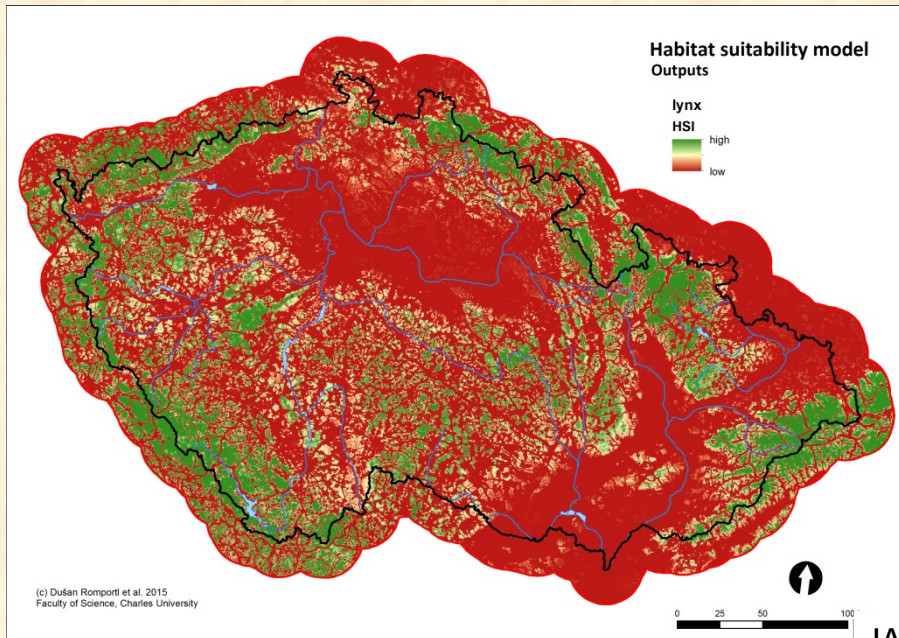 Habitat suitability model
Outputs
lynx
HSI
high
low
(c) Dušan Romportl et al. 2015
Faculty of Science, Charles University
0 25 50 100